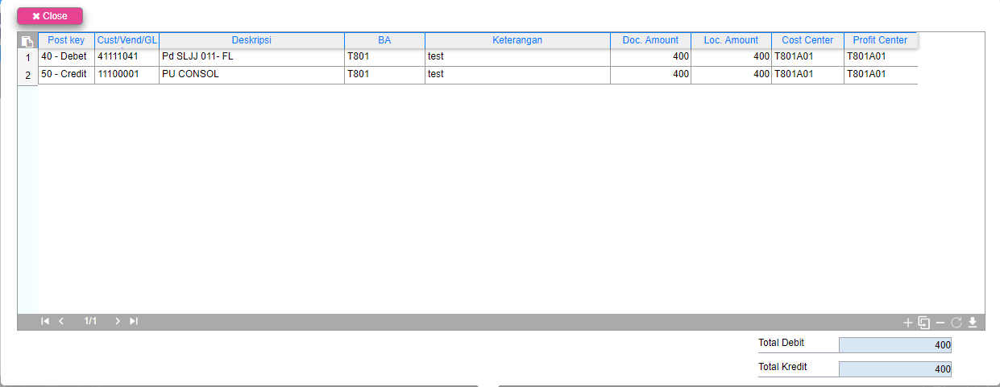 ✖ Close
Post key Cust/Vend/GL Deskripsi BA Keterangan Doc. Amount Loc. Amount Cost Center Profit Center
1 40 - Debet 41111041 Pd SLJJ 011- FL T801 test 400 400 T801A01 T801A01
2 50 - Credit 11100001 PU CONSOL T801 test 400 400 T801A01 T801A01
1/1
Total Debit 400
Total Kredit 400